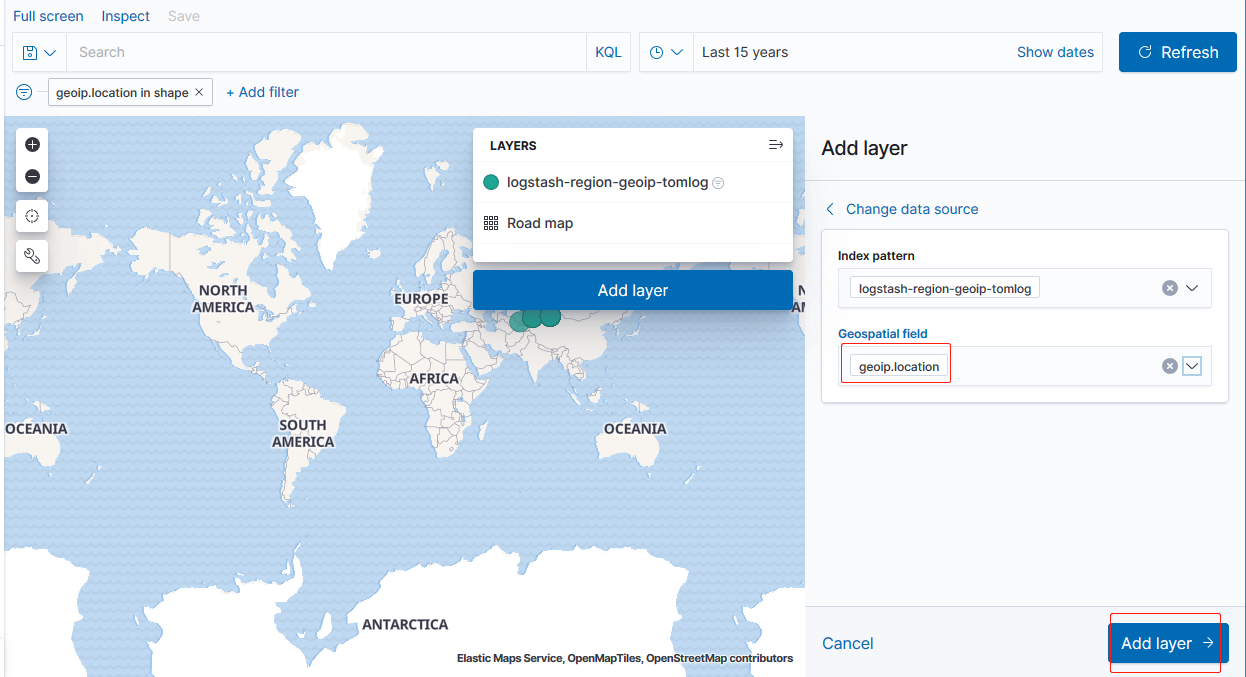 Full screen Inspect Save
Search KQL Last 15 years Show dates Refresh
geoip.location in shape × + Add filter
LAYERS
logstash-region-geoip-tomlog
Road map
Add layer
NORTH
AMERICA
EUROPE
N
AM
AFRICA
SOUTH
AMERICA
OCEANIA
OCEANIA
ANTARCTICA
Elastic Maps Service, OpenMapTiles, OpenStreetMap contributors
Add layer
Change data source
Index pattern
logstash-region-geoip-tomlog
Geospatial field
geoip.location
Cancel Add layer